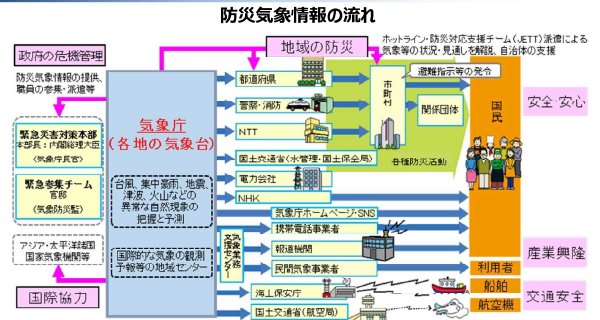 防災気象情報の流れ
政府の危機管理
防災気象情報の提供、
職員の参集・派遣等
緊急災害対策本部
本部長:内閣総理大臣
(気象庁長官)
緊急参集チーム
官邸
(気象防災監)
アジア・太平洋諸国
国家気象機関等
国際協力
気象庁
(各地の気象台)
台風、集中豪雨、地震、
津波、火山などの
異常な自然現象の
把握と予測
国際的な気象の観測
予報等の地域センター
地域の防災
ホットライン・防災対応支援チーム(JETT)派遣による
気象等の状況・見通しを解説、自治体の支援
都道府県
警察・消防
NTT
国土交通省(水管理・国土保全局)
電力会社
NHK
気象庁ホームページ・SNS
気象業務
支援センター
携帯電話事業者
報道機関
民間気象事業者
海上保安庁
国土交通省(航空局)
市町村
避難指示等の発令
関係団体
各種防災活動
国民
利用者
船舶
航空機
安全・安心
産業興隆
交通安全